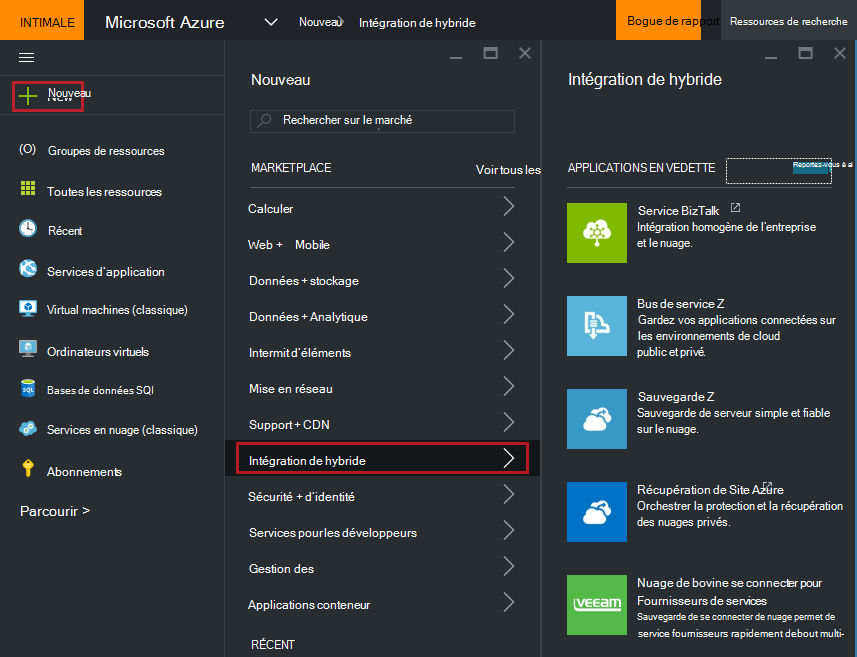 INTIMALE
Microsoft Azure
Nouveau
Intégration de hybride
Bogue de rapport
Ressources de recherche
Nouveau
Groupes de ressources
Toutes les ressources
Récent
Services d'application
Virtual machines (classique)
Ordinateurs virtuels
SQL
Bases de données SQl
Services en nuage (classique)
Abonnements
Parcourir >
Nouveau
Rechercher sur le marché
MARKETPLACE
Voir tous les
Calculer
Web + Mobile
Données + stockage
Données + Analytique
Intermit d'éléments
Mise en réseau
Support + CDN
Intégration de hybride
Sécurité + d'identité
Services pour les développeurs
Gestion des
Applications conteneur
RÉCENT
Intégration de hybride
APPLICATIONS EN VEDETTE
Reportez-vous à
Service BizTalk
Intégration homogène de l'entreprise
et le nuage.
Bus de service Z
Gardez vos applications connectées sur
les environnements de cloud
public et privé.
Sauvegarde Z
Sauvegarde de serveur simple et fiable
sur le nuage.
Récupération de Site Azure
Orchestrer la protection et la récupération
des nuages privés.
veeam
Nuage de bovine se connecter pour
Fournisseurs de services
Sauvegarde de se connecter de nuage permet de
service fournisseurs rapidement debout multi-